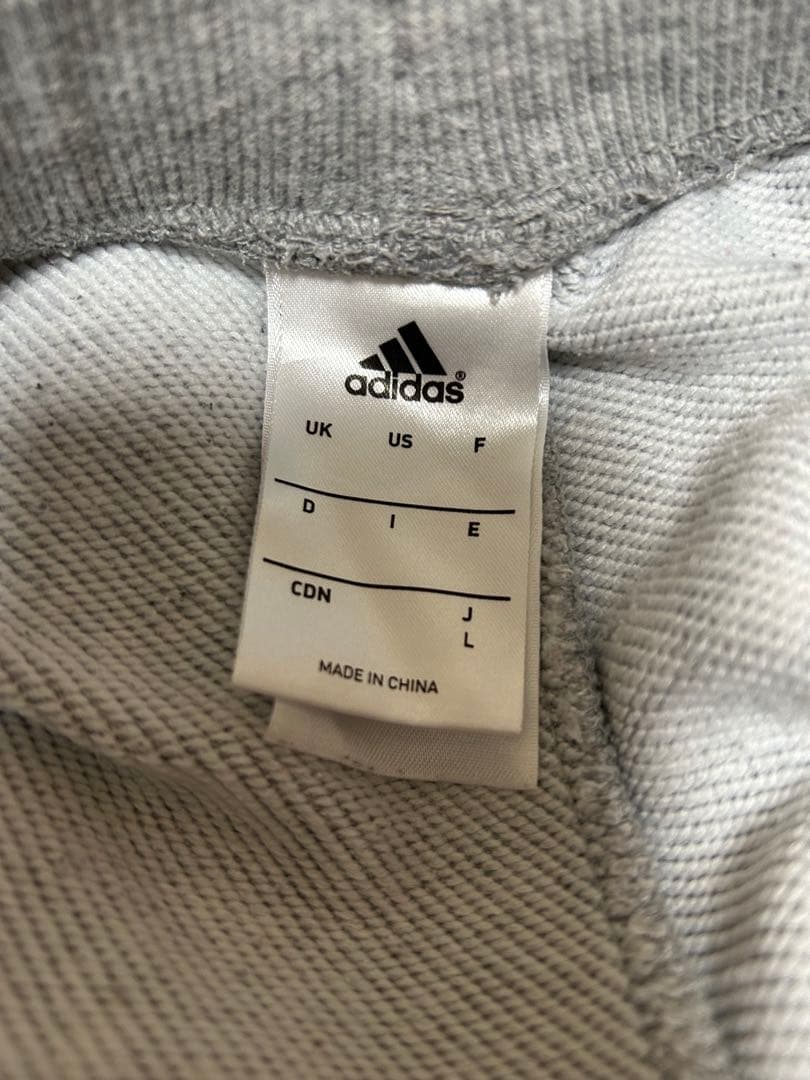 adidas®
UK US F
D I E
CDN J
L
MADE IN CHINA